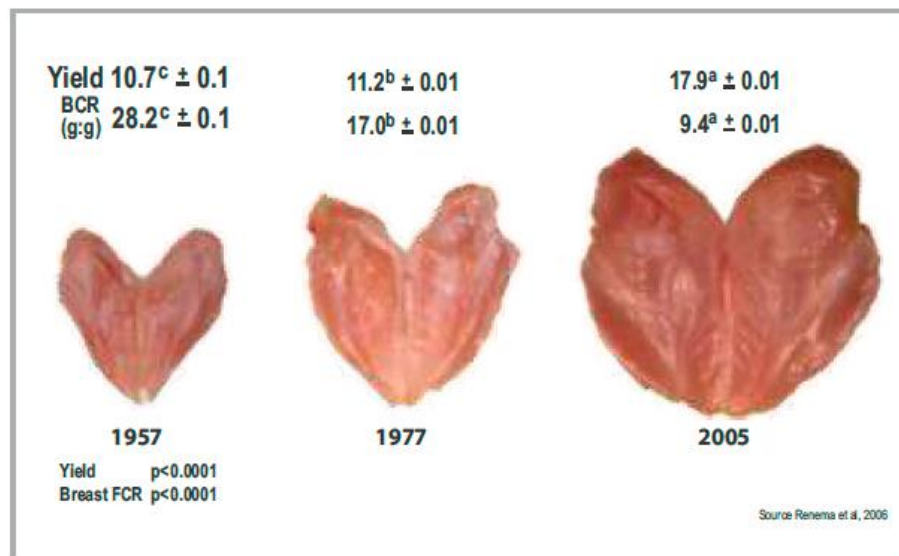 Yield 10.7ᶜ ± 0.1
11.2ᵇ ± 0.01
17.9ᵃ ± 0.01
BCR (g:g) 28.2ᶜ ± 0.1
17.0ᵇ ± 0.01
9.4ᵃ ± 0.01
1957
1977
2005
Yield p<0.0001
Breast FCR p<0.0001
Source Renema et al, 2006